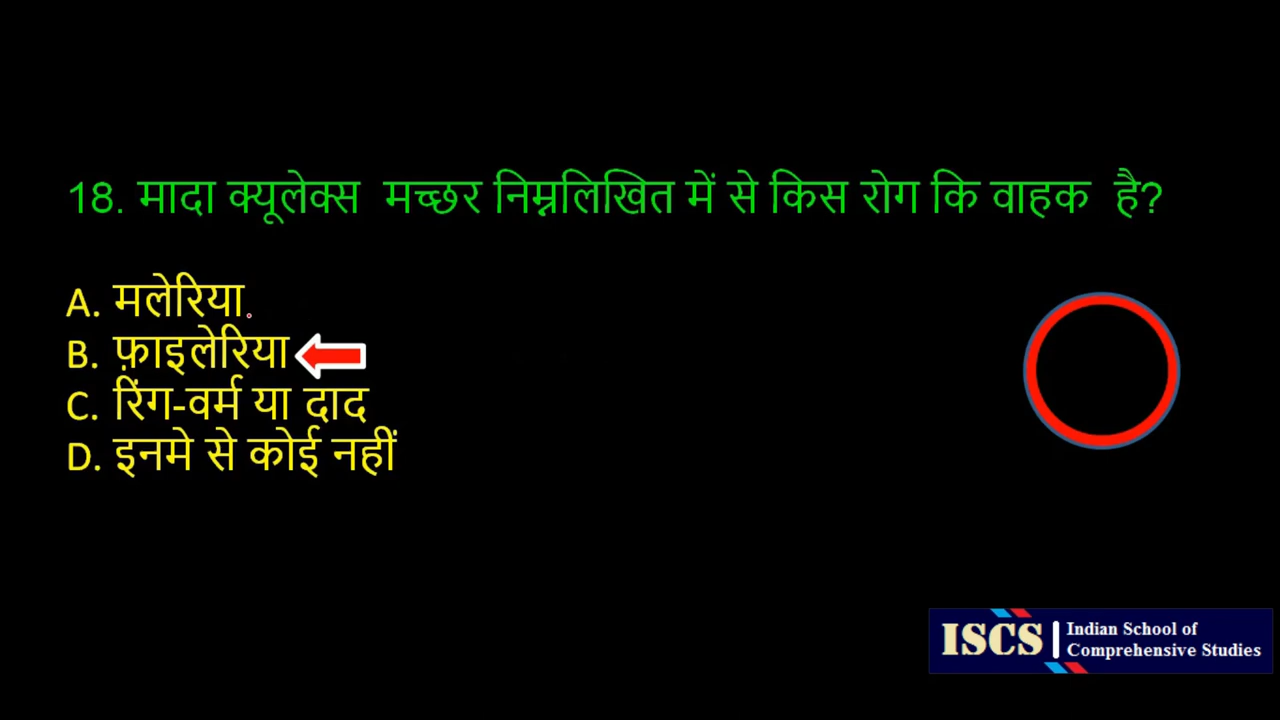 18. मादा क्यूलेक्स मच्छर निम्नलिखित में से किस रोग कि वाहक है?
A. मलेरिया.
B. फ़ाइलेरिया
C. रिंग-वर्म या दाद
D. इनमे से कोई नहीं
ISCS
Indian School of
Comprehensive Studies